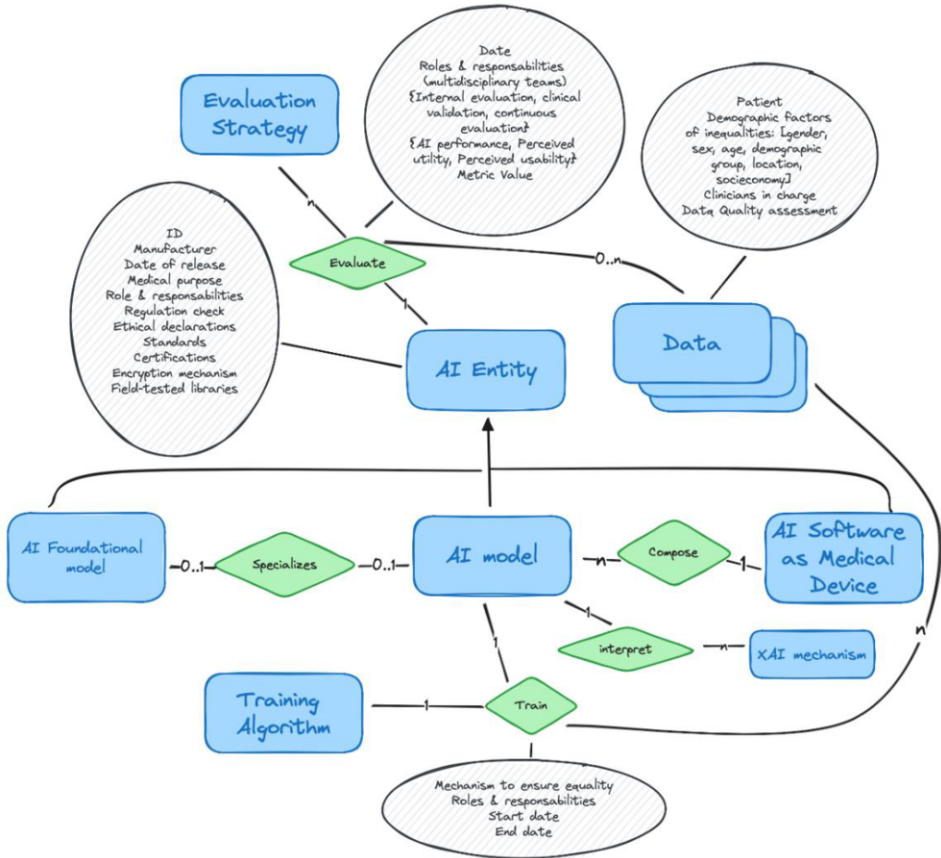 Date
Roles & responsabilities
(multidisciplinary teams)
{Internal evaluation, clinical
validation, continuous
evaluation}
{AI performance, Perceived
utility, Perceived usability}
Metric Value
Evaluation
Strategy
Patient
Demographic factors
of inequalities: [gender,
sex, age, demographic
group, location,
socieconomy]
Clinicians in charge
Data Quality assessment
n
Evaluate
0..n
1
ID
Manufacturer
Date of release
Medical purpose
Role & responsabilities
Regulation check
Ethical declarations
Standards
Certifications
Encryption mechanism
Field-tested libraries
AI Entity
Data
AI Foundational
model
0..1
Specializes
0..1
AI model
n
Compose
1
AI Software
as Medical
Device
1
interpret
n
xAI mechanism
n
1
Training
Algorithm
1
Train
Mechanism to ensure equality
Roles & responsabilities
Start date
End date